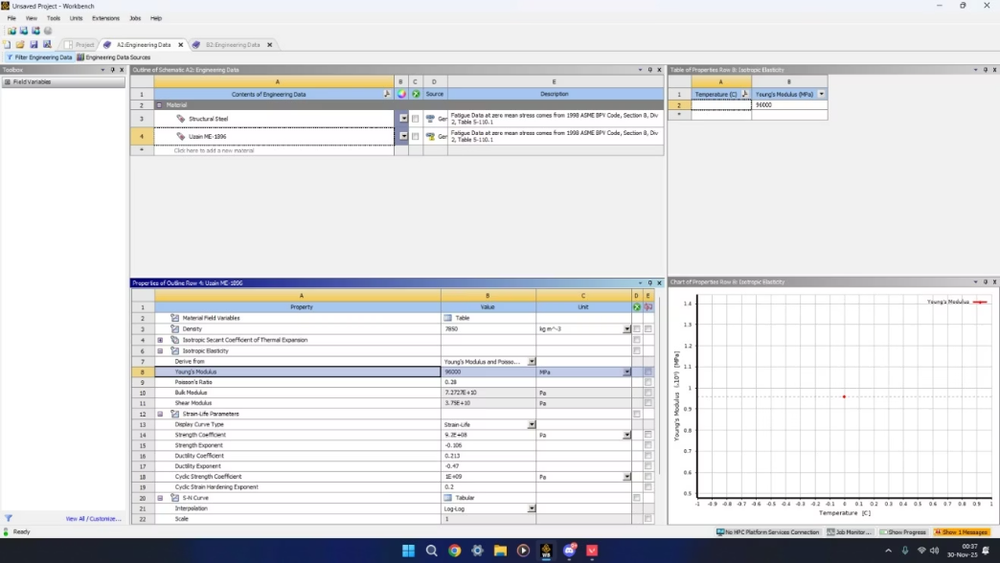 Unsaved Project - Workbench
File View Tools Units Extensions Jobs Help
Project A2:Engineering Data B2:Engineering Data
Filter Engineering Data Engineering Data Sources
Toolbox
Field Variables
View All / Customize...
Outline of Schematic A2: Engineering Data
A B C D E
1 Contents of Engineering Data Source Description
2 Material
3 Structural Steel Fatigue Data at zero mean stress comes from 1998 ASME BPV Code, Section 8, Div 2, Table 5-110.1
4 Uzain ME-1896 Fatigue Data at zero mean stress comes from 1998 ASME BPV Code, Section 8, Div 2, Table 5-110.1
* Click here to add a new material
Table of Properties Row 8: Isotropic Elasticity
A B
1 Temperature (C) Young's Modulus (MPa)
2 96000
*
Properties of Outline Row 4: Uzain ME-1896
A B C D E
1 Property Value Unit
2 Material Field Variables Table
3 Density 7850 kg m^-3
4 Isotropic Secant Coefficient of Thermal Expansion
6 Isotropic Elasticity
7 Derive from Young's Modulus and Poisso...
8 Young's Modulus 96000 MPa
9 Poisson's Ratio 0.28
10 Bulk Modulus 7.2727E+10 Pa
11 Shear Modulus 3.75E+10 Pa
12 Strain-Life Parameters
13 Display Curve Type Strain-Life
14 Strength Coefficient 9.2E+08 Pa
15 Strength Exponent -0.106
16 Ductility Coefficient 0.213
17 Ductility Exponent -0.47
18 Cyclic Strength Coefficient 1E+09 Pa
19 Cyclic Strain Hardening Exponent 0.2
20 S-N Curve Tabular
21 Interpolation Log-Log
22 Scale 1
Chart of Properties Row 8: Isotropic Elasticity
Young's Modulus
1.4
1.3
1.2
1.1
1
0.9
0.8
0.7
0.6
0.5
Young's Modulus (.10⁵) [MPa]
-1 -0.9 -0.8 -0.7 -0.6 -0.5 -0.4 -0.3 -0.2 -0.1 0 0.1 0.2 0.3 0.4 0.5 0.6 0.7 0.8 0.9 1
Temperature [C]
Ready
No HPC Platform Services Connection Job Monitor... Show Progress Show 1 Messages
00:37
30-Nov-25